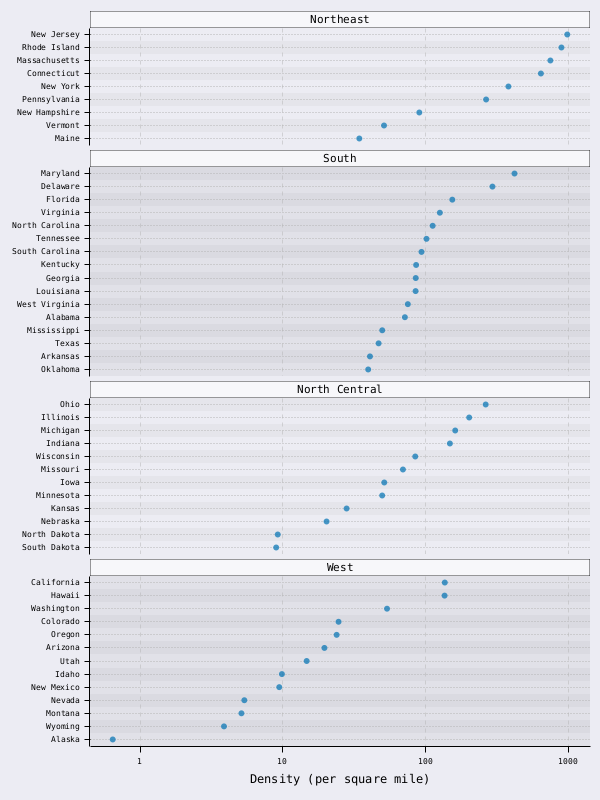 Northeast
New Jersey
Rhode Island
Massachusetts
Connecticut
New York
Pennsylvania
New Hampshire
Vermont
Maine
South
Maryland
Delaware
Florida
Virginia
North Carolina
Tennessee
South Carolina
Kentucky
Georgia
Louisiana
West Virginia
Alabama
Mississippi
Texas
Arkansas
Oklahoma
North Central
Ohio
Illinois
Michigan
Indiana
Wisconsin
Missouri
Iowa
Minnesota
Kansas
Nebraska
North Dakota
South Dakota
West
California
Hawaii
Washington
Colorado
Oregon
Arizona
Utah
Idaho
New Mexico
Nevada
Montana
Wyoming
Alaska
1 10 100 1000
Density (per square mile)